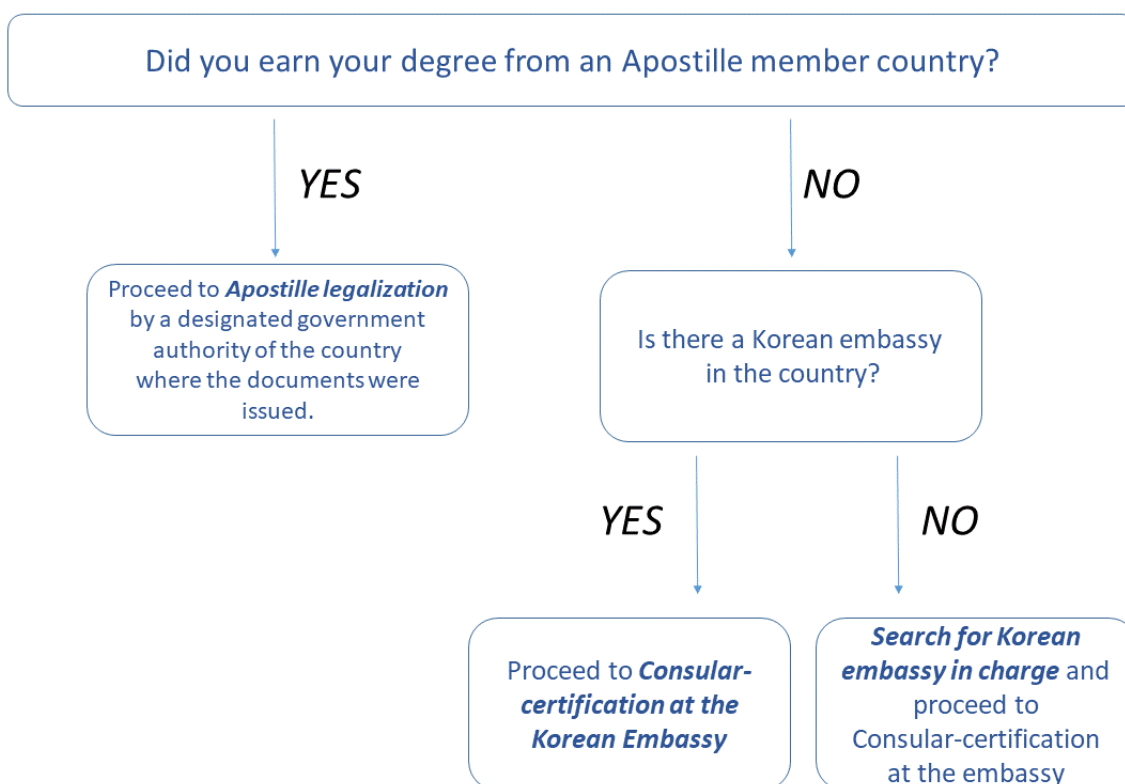 Did you earn your degree from an Apostille member country?
YES
NO
Proceed to Apostille legalization
by a designated government
authority of the country
where the documents were
issued.
Is there a Korean embassy
in the country?
YES
NO
Proceed to Consular-
certification at the
Korean Embassy
Search for Korean
embassy in charge and
proceed to
Consular-certification
at the embassy